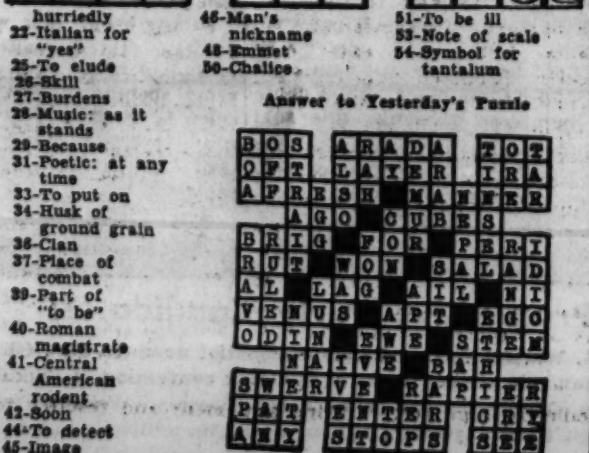 hurriedly
22-Italian for
"yes"
25-To elude
26-Skill
27-Burdens
28-Music: as it
stands
29-Because
31-Poetic: at any
time
33-To put on
34-Husk of
ground grain
36-Clan
37-Place of
combat
39-Part of
"to be"
40-Roman
magistrate
41-Central
American
rodent
42-Soon
44-To detect
45-Image
46-Man's
nickname
48-Emmet
50-Chalice
51-To be ill
53-Note of scale
54-Symbol for
tantalum
Answer to Yesterday's Puzzle
BOS ARADA TOT
OFT LAYER IRA
AFRESH MANNER
AGO CUBES
BRIG FOR PERI
RUT WON SALAD
AL LAG AIL NI
VENUS APT EGO
ODIN EWE STEM
NAIVE BAH
SWERVE RAPIER
PAT ENTER CRY
ANY STOPS SEE